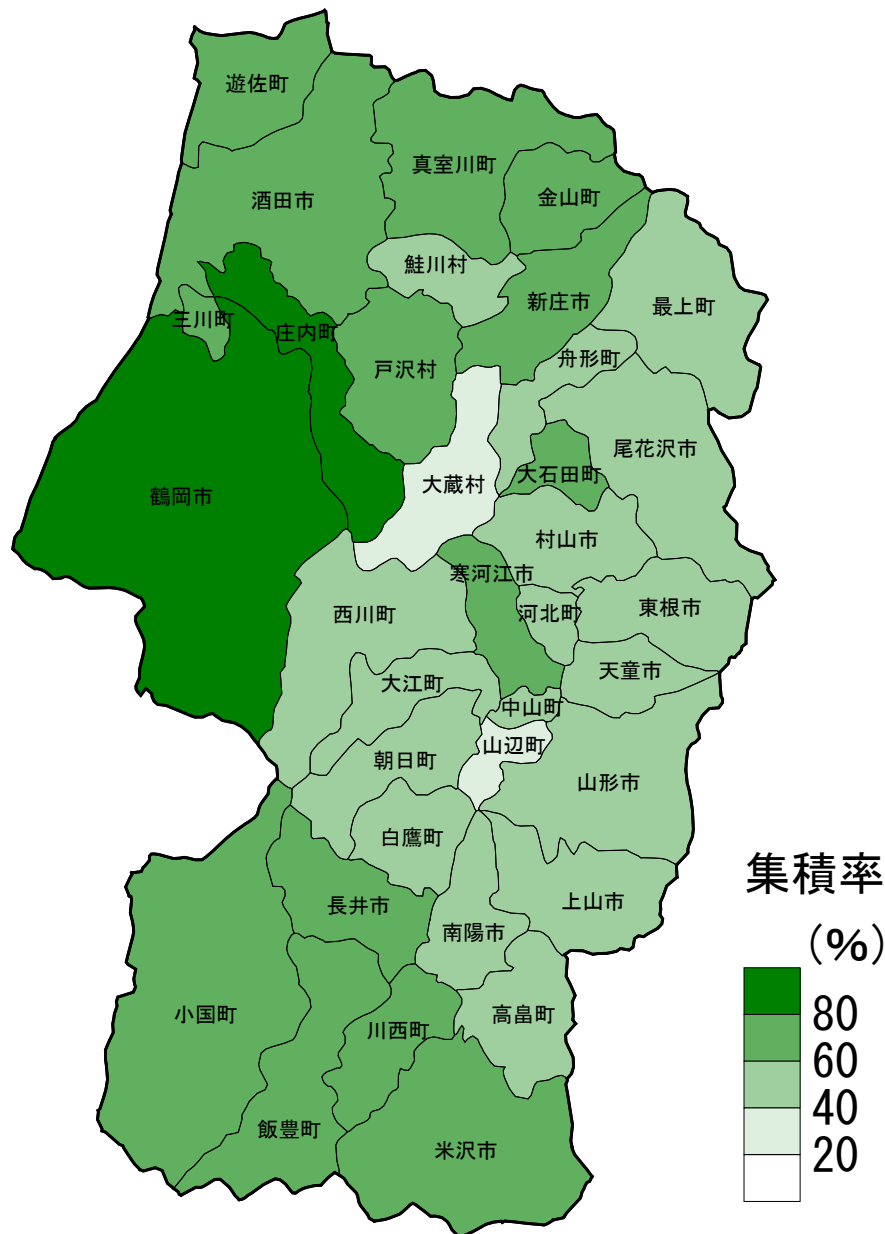 遊佐町
真室川町
酒田市
金山町
鮭川村
新庄市
最上町
三川町
庄内町
舟形町
戸沢村
尾花沢市
大石田町
大蔵村
鶴岡市
村山市
寒河江市
西川町
河北町
東根市
天童市
大江町
中山町
山辺町
朝日町
山形市
白鷹町
上山市
長井市
南陽市
小国町
高畠町
川西町
飯豊町
米沢市
集積率
(%)
80
60
40
20